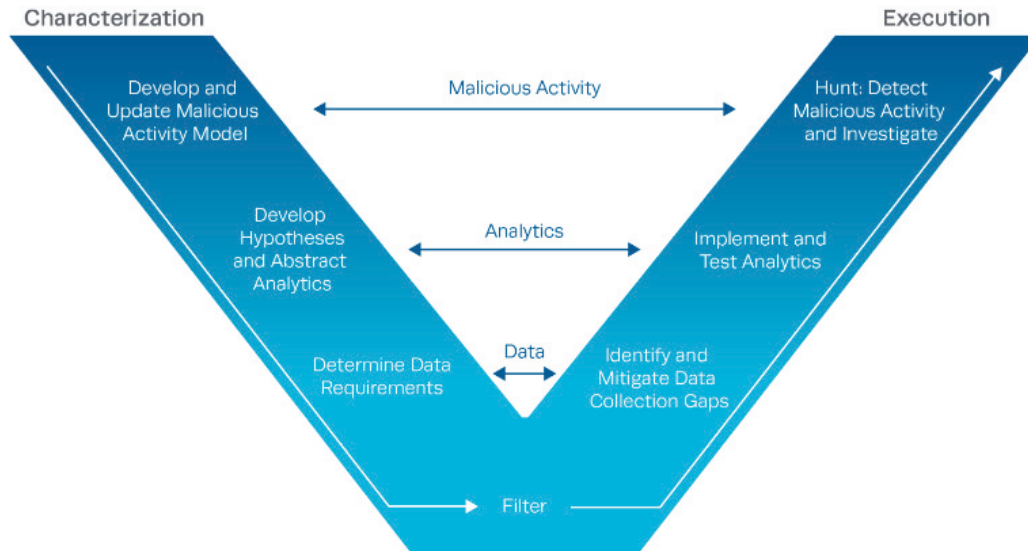 Characterization
Execution
Develop and
Update Malicious
Activity Model
Malicious Activity
Hunt: Detect
Malicious Activity
and Investigate
Develop
Hypotheses
and Abstract
Analytics
Analytics
Implement and
Test Analytics
Determine Data
Requirements
Data
Identify and
Mitigate Data
Collection Gaps
Filter